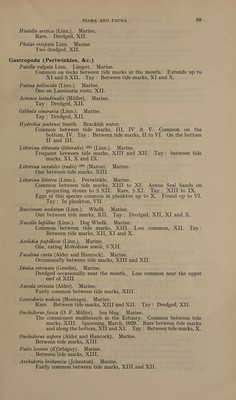 FLORA AND FAUNA 59
Hiatella arctica (Linn.). Marine.
Rare. Dredged, XII.
Pholas crispata Linn. Marine.
Two dredged, XII.
Gastropoda (Periwinkles, &c.)
Patella vulgata Linn. Limpet. Marine.
Common on rocks between tide marks at the month. Extends up to
XI and S XII. Tay: Between tide marks, XI and X.
Patina pellucida (Linn.). Marine.
One on Laminaria roots, XII.
Acmaea testudinalis (Müller). Marine.
Tay: Dredged, XII.
Gibbula cineraria (Linn.). Marine.
Tay: Dredged, XII.
Hydrobia jenkinsi Smith. Brackish water.
Common between tide marks, III, IV & V. Common on the
bottom, IV. Tay: Between tide marks, II to VI. On the bottom
II and III.
Littorina obtusata (littoralis) (Linn.). Marine.
Frequent between tide marks, XIII and XII. Tay: between tide
marks, XI, X and IX.
Littorina saxatilis (rudis) (Maton). Marine.
One between tide marks, XIII.
Littorina littorea (Linn.). Periwinkle. Marine.
Common between tide marks, XIII to XI. Across Seal Sands on
projecting stones to S XII. Rare, S XI. Tay: XIII to IX.
Eggs of this species common in plankton up to X. Found up to VI.
Tay: In plankton, VII.
Buccinum undatum (Linn.). Whelk. Marine.
One between tide marks, XII. Tay: Dredged, XII, XI and X.
Nucella lapillus (Linn.). Dog Whelk. Marine.
Common between tide marks, XIII. Less common, XII. Tay:
Between tide marks, XII, XI and X.
Aeolidia papillosa (Linn.). Marine.
One, eating Metridium senile, S XII.
Facelina curta (Alder and Hancock). Marine.
Occasionally between tide marks, XIII and XII.
Idulia coronata (Gmelin). Marine.
Dredged occasionally near the mouth. Less common near the upper
end of XIII.
Ancula cristata (Alder). Marine.
Fairly common between tide marks, XIII.
Goniodoris nodosa (Montagu). Marine.
Rare. Between tide marks, XIII and XII. Tay: Dredged, XII.
Onchidorus fusca (O. F. Müller). Sea Slug. Marine.
The commonest nudibranch in the Estuary. Common between tide
marks, XIII. Spawning March, 1929. Rare between tide marks
and along the bottom, XII and XI. Tay: Between tide marks, X.
Onchidorus aspera (Alder and Hancock). Marine.
Between tide marks, XIII.
Polio lessoni (d'Orbigny). Marine.
Between tide marks, XIII.
Archidoris britannica (Johnston). Marine.
Fairly common between tide marks, XIII and XII.